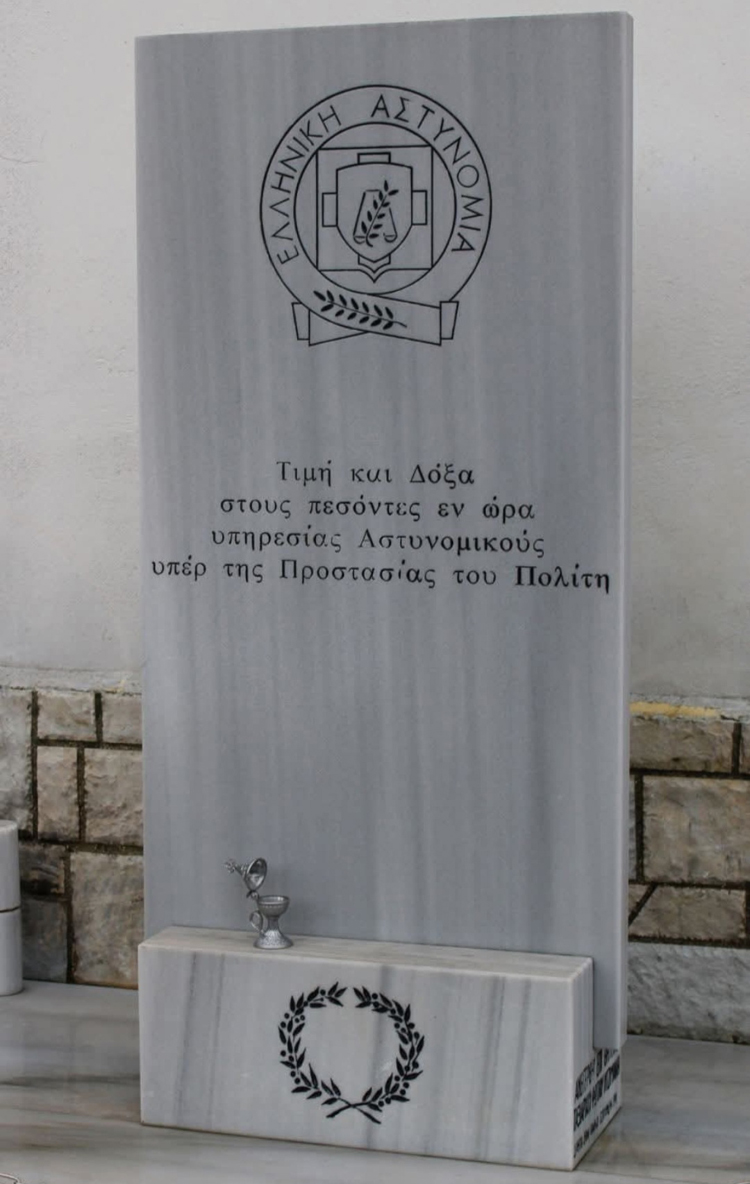 ΕΛΛΗΝΙΚΗ ΑΣΤΥΝΟΜΙΑ
Τιμή και Δόξα
στους πεσόντες εν ώρα
υπηρεσίας Αστυνομικούς
υπέρ της Προστασίας του Πολίτη